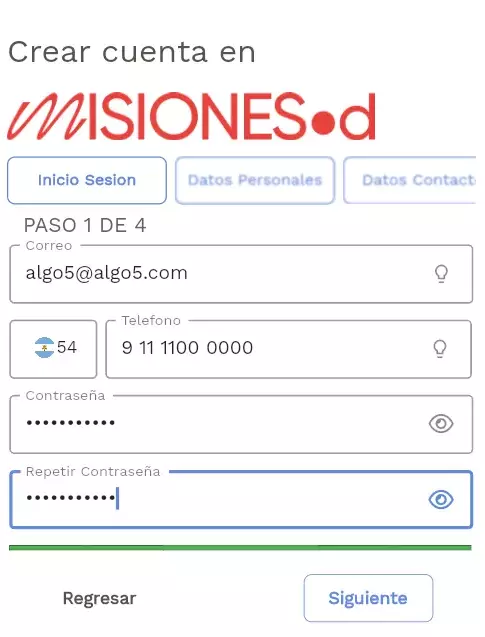 Crear cuenta en
MISIONES●d
Inicio Sesion
Datos Personales
Datos Contact
PASO 1 DE 4
Correo
algo5@algo5.com
54
Telefono
9 11 1100 0000
Contraseña
•••••••••••
Repetir Contraseña
•••••••••••
Regresar
Siguiente